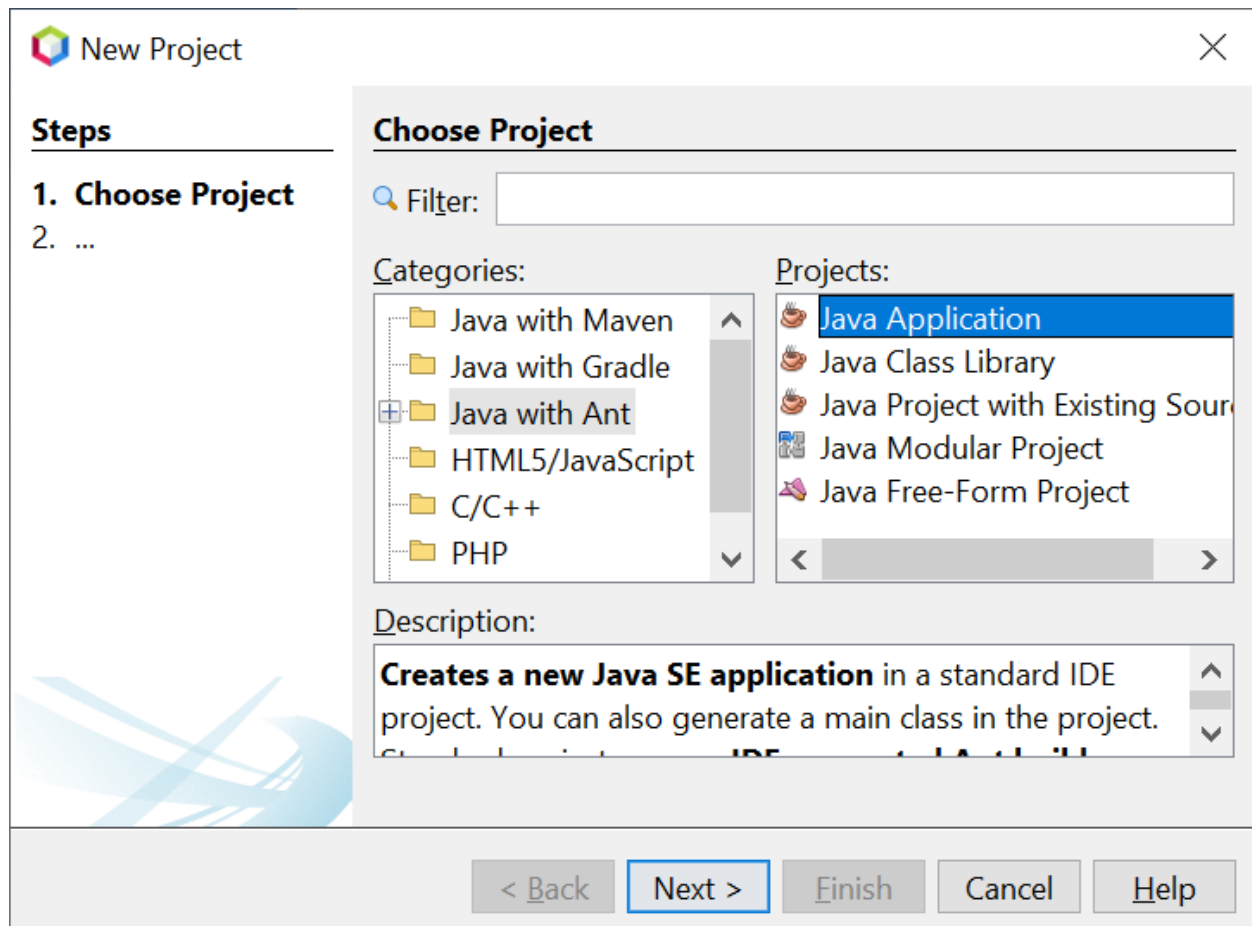 New Project
Steps
1. Choose Project
2. ...
Choose Project
Filter:
Categories:
Java with Maven
Java with Gradle
Java with Ant
HTML5/JavaScript
C/C++
PHP
Projects:
Java Application
Java Class Library
Java Project with Existing
Java Modular Project
Java Free-Form Project
Description:
Creates a new Java SE application in a standard IDE
project. You can also generate a main class in the project.
< Back
Next >
Finish
Cancel
Help